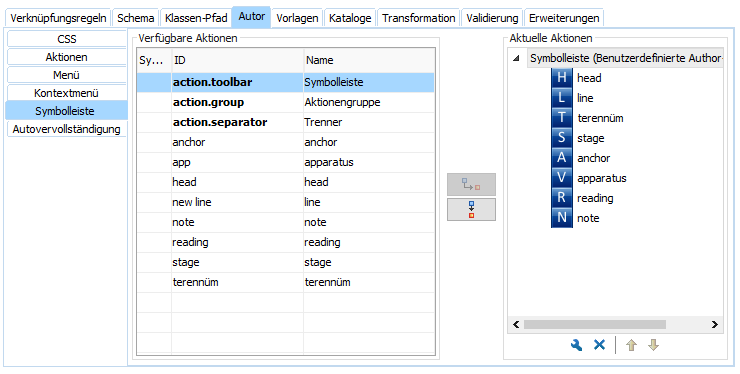 Verknüpfungsregeln Schema Klassen-Pfad Autor Vorlagen Kataloge Transformation Validierung Erweiterungen
CSS
Aktionen
Menü
Kontextmenü
Symbolleiste
Autovervollständigung
Verfügbare Aktionen
Sy... ID Name
action.toolbar Symbolleiste
action.group Aktionengruppe
action.separator Trenner
anchor anchor
app apparatus
head head
new line line
note note
reading reading
stage stage
terennüm terennüm
Aktuelle Aktionen
Symbolleiste (Benutzerdefinierte Author-
H head
L line
T terennüm
S stage
A anchor
V apparatus
R reading
N note